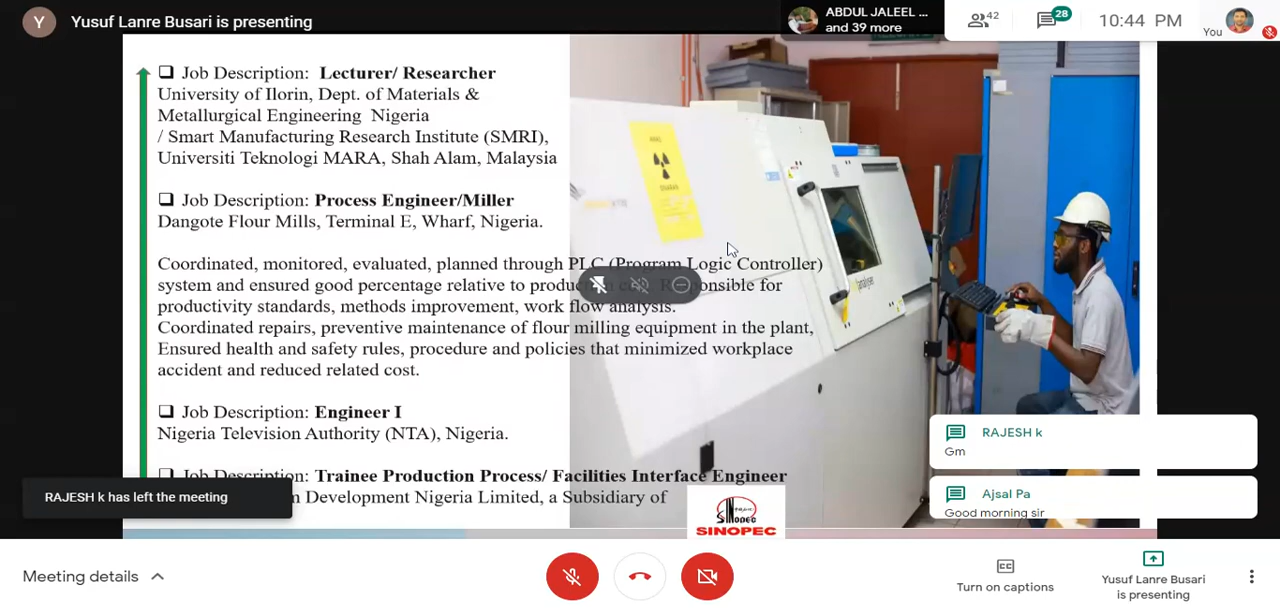 Y
Yusuf Lanre Busari is presenting
ABDUL JALEEL ...
and 39 more
42
28
10:44 PM
You
❑ Job Description: Lecturer/ Researcher
University of Ilorin, Dept. of Materials &
Metallurgical Engineering Nigeria
/ Smart Manufacturing Research Institute (SMRI),
Universiti Teknologi MARA, Shah Alam, Malaysia
❑ Job Description: Process Engineer/Miller
Dangote Flour Mills, Terminal E, Wharf, Nigeria.
Coordinated, monitored, evaluated, planned through PLC (Program Logic Controller)
system and ensured good percentage relative to
productivity standards, methods improvement, work flow analysis.
Coordinated repairs, preventive maintenance of flour milling equipment in the plant,
Ensured health and safety rules, procedure and policies that minimized workplace
accident and reduced related cost.
❑ Job Description: Engineer I
Nigeria Television Authority (NTA), Nigeria.
❑ Job Description: Trainee Production Process/ Facilities Interface Engineer
Development Nigeria Limited, a Subsidiary of
SINOPEC
RAJESH k has left the meeting
RAJESH k
Gm
Ajsal Pa
Good morning sir
Meeting details
CC
Turn on captions
Yusuf Lanre Busari
is presenting